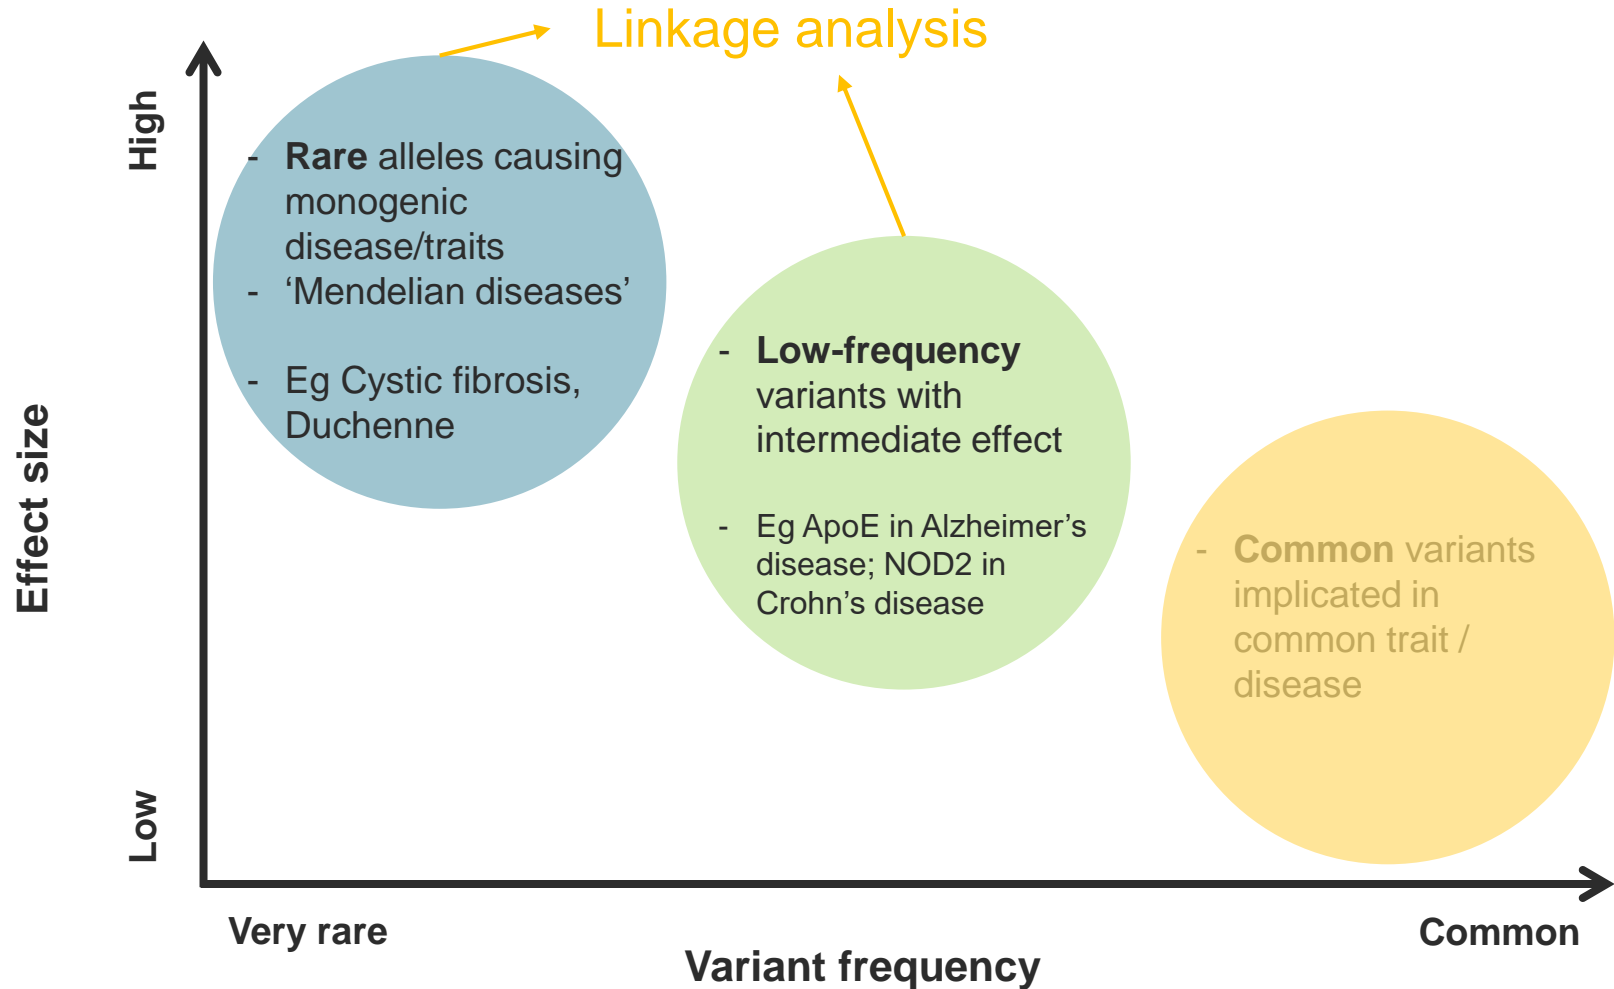 Linkage analysis
High
Effect size
Low
- Rare alleles causing
monogenic
disease/traits
- ‘Mendelian diseases’
- Eg Cystic fibrosis,
Duchenne
- Low-frequency
variants with
intermediate effect
- Eg ApoE in Alzheimer’s
disease; NOD2 in
Crohn’s disease
- Common variants
implicated in
common trait /
disease
Very rare
Common
Variant frequency